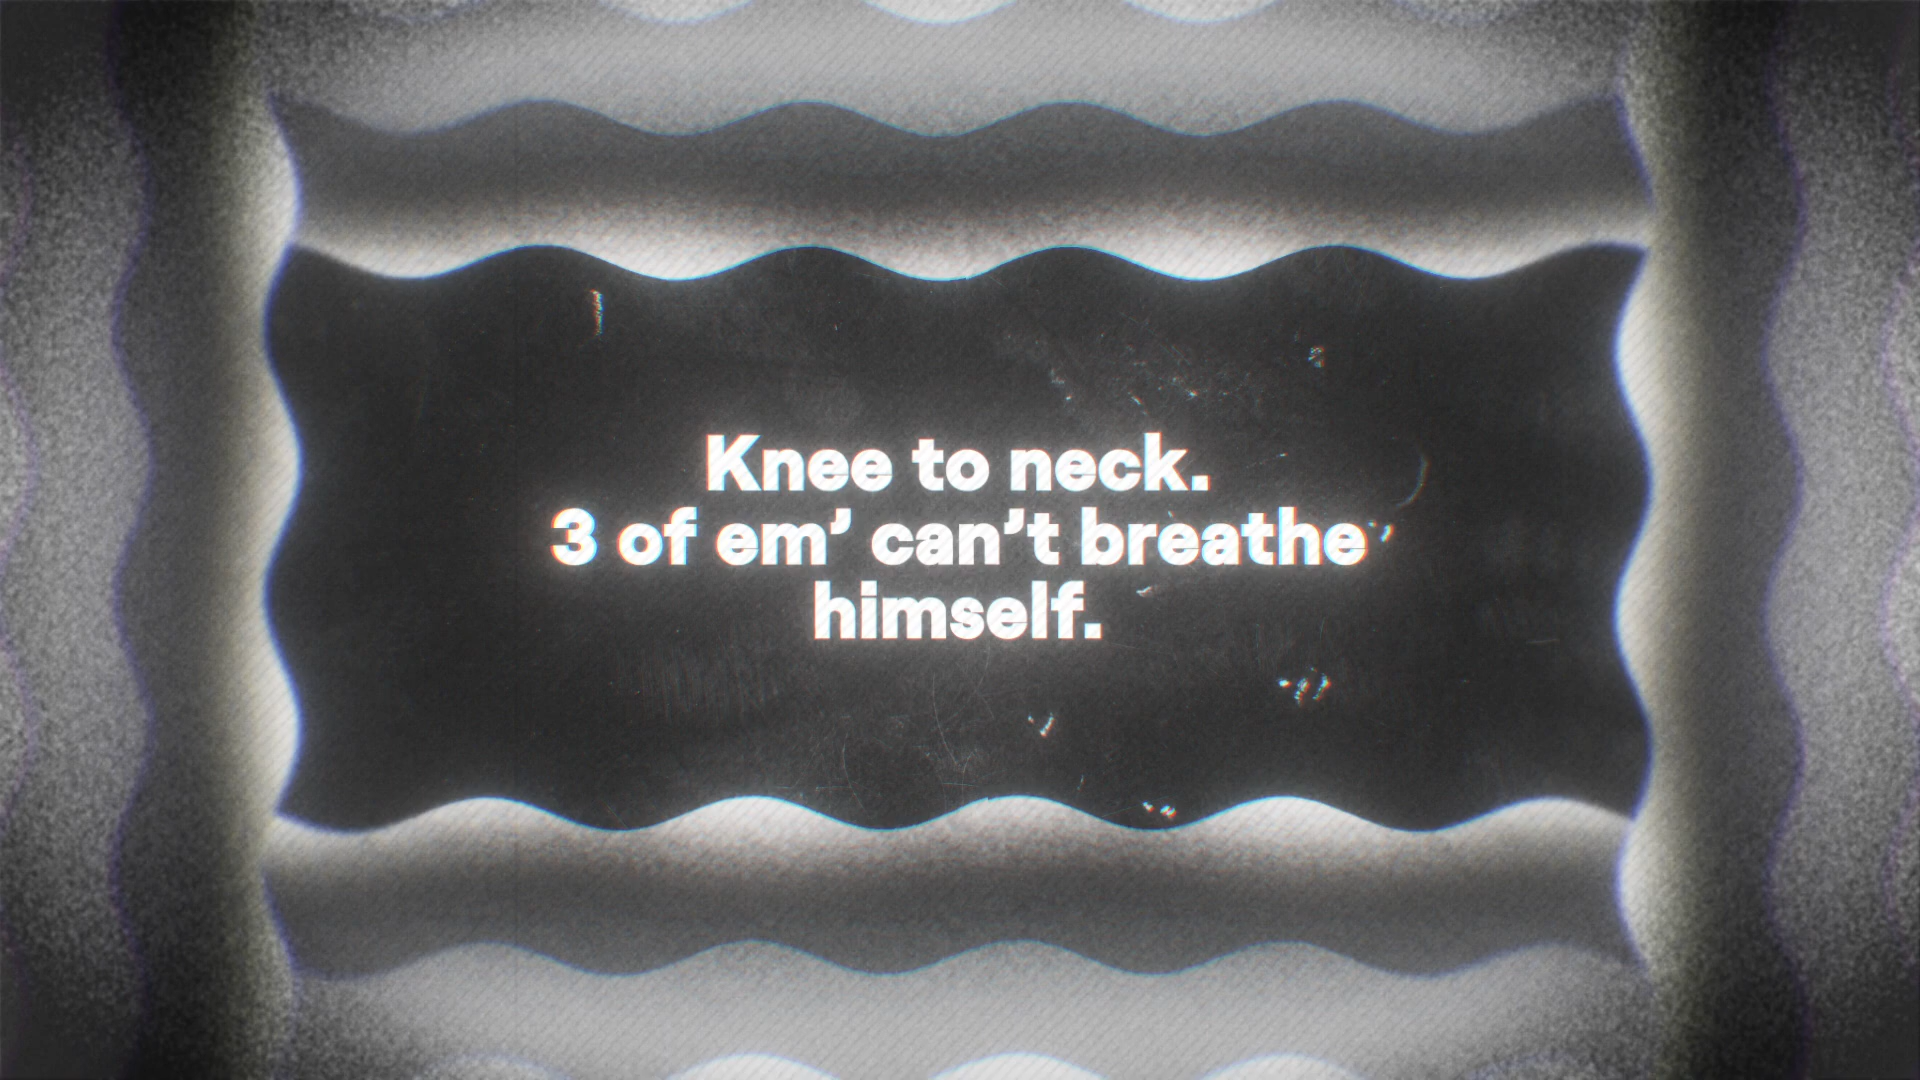 Knee to neck.
3 of em’ can’t breathe
himself.